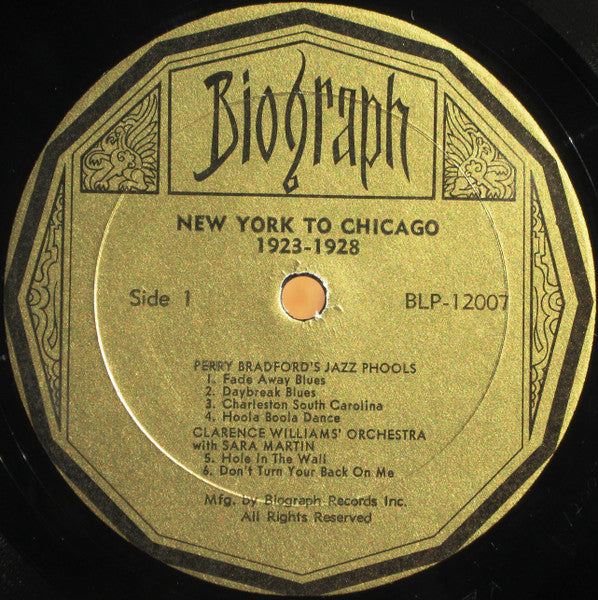 Biograph
NEW YORK TO CHICAGO
1923-1928
Side 1
BLP-12007
PERRY BRADFORD'S JAZZ PHOOLS
1. Fade Away Blues
2. Daybreak Blues
3. Charleston South Carolina
4. Hoola Boola Dance
CLARENCE WILLIAMS' ORCHESTRA
with SARA MARTIN
5. Hole In The Wall
6. Don't Turn Your Back On Me
Mfg. by Biograph Records Inc.
All Rights Reserved